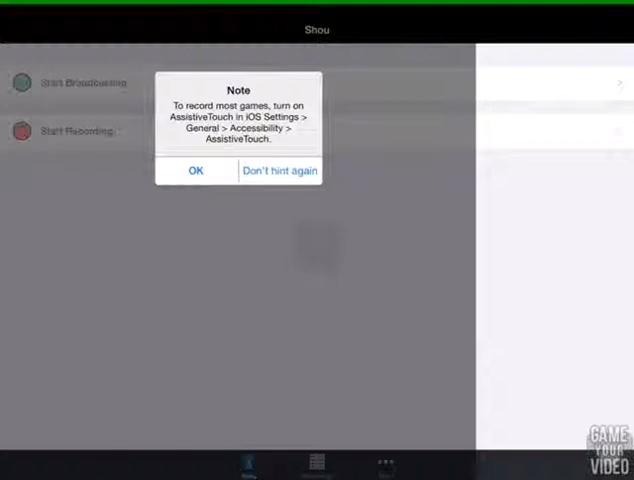 Shou
Start Broadcasting
Start Recording
Note
To record most games, turn on
AssistiveTouch in iOS Settings >
General > Accessibility >
AssistiveTouch.
OK
Don't hint again
GAME
YOUR
VIDEO